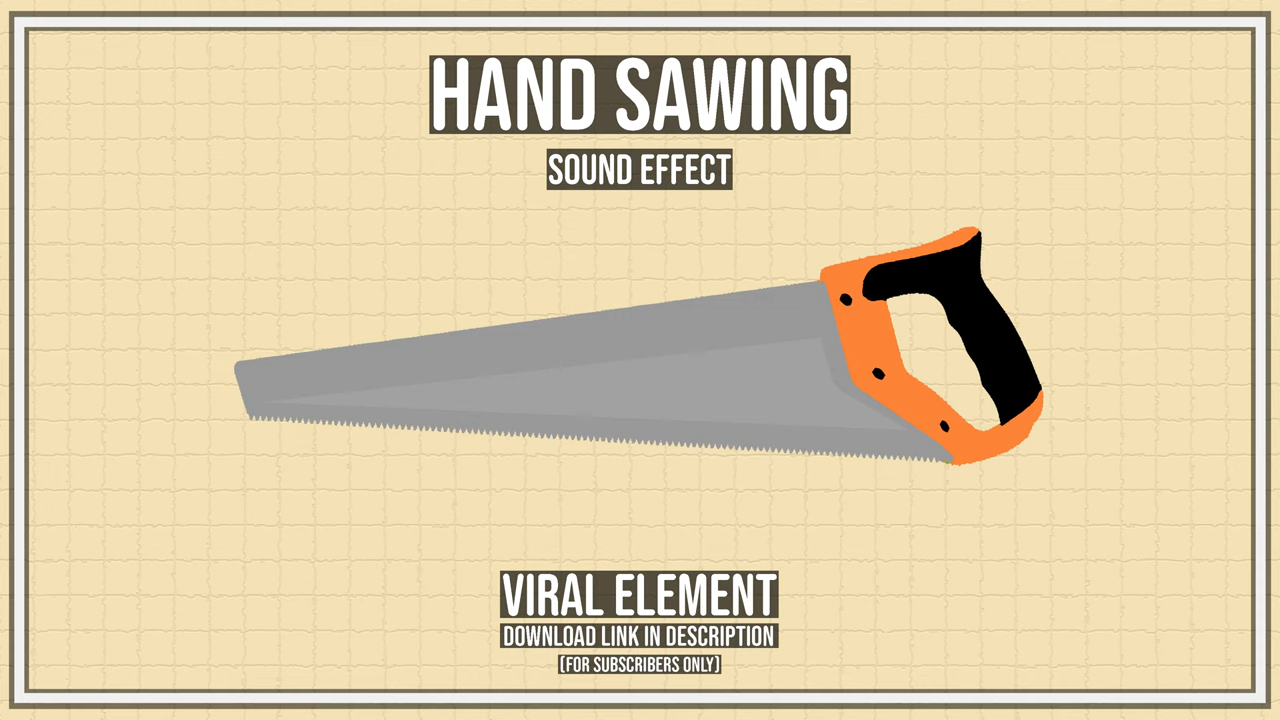 HAND SAWING
SOUND EFFECT
VIRAL ELEMENT
DOWNLOAD LINK IN DESCRIPTION
(FOR SUBSCRIBERS ONLY)